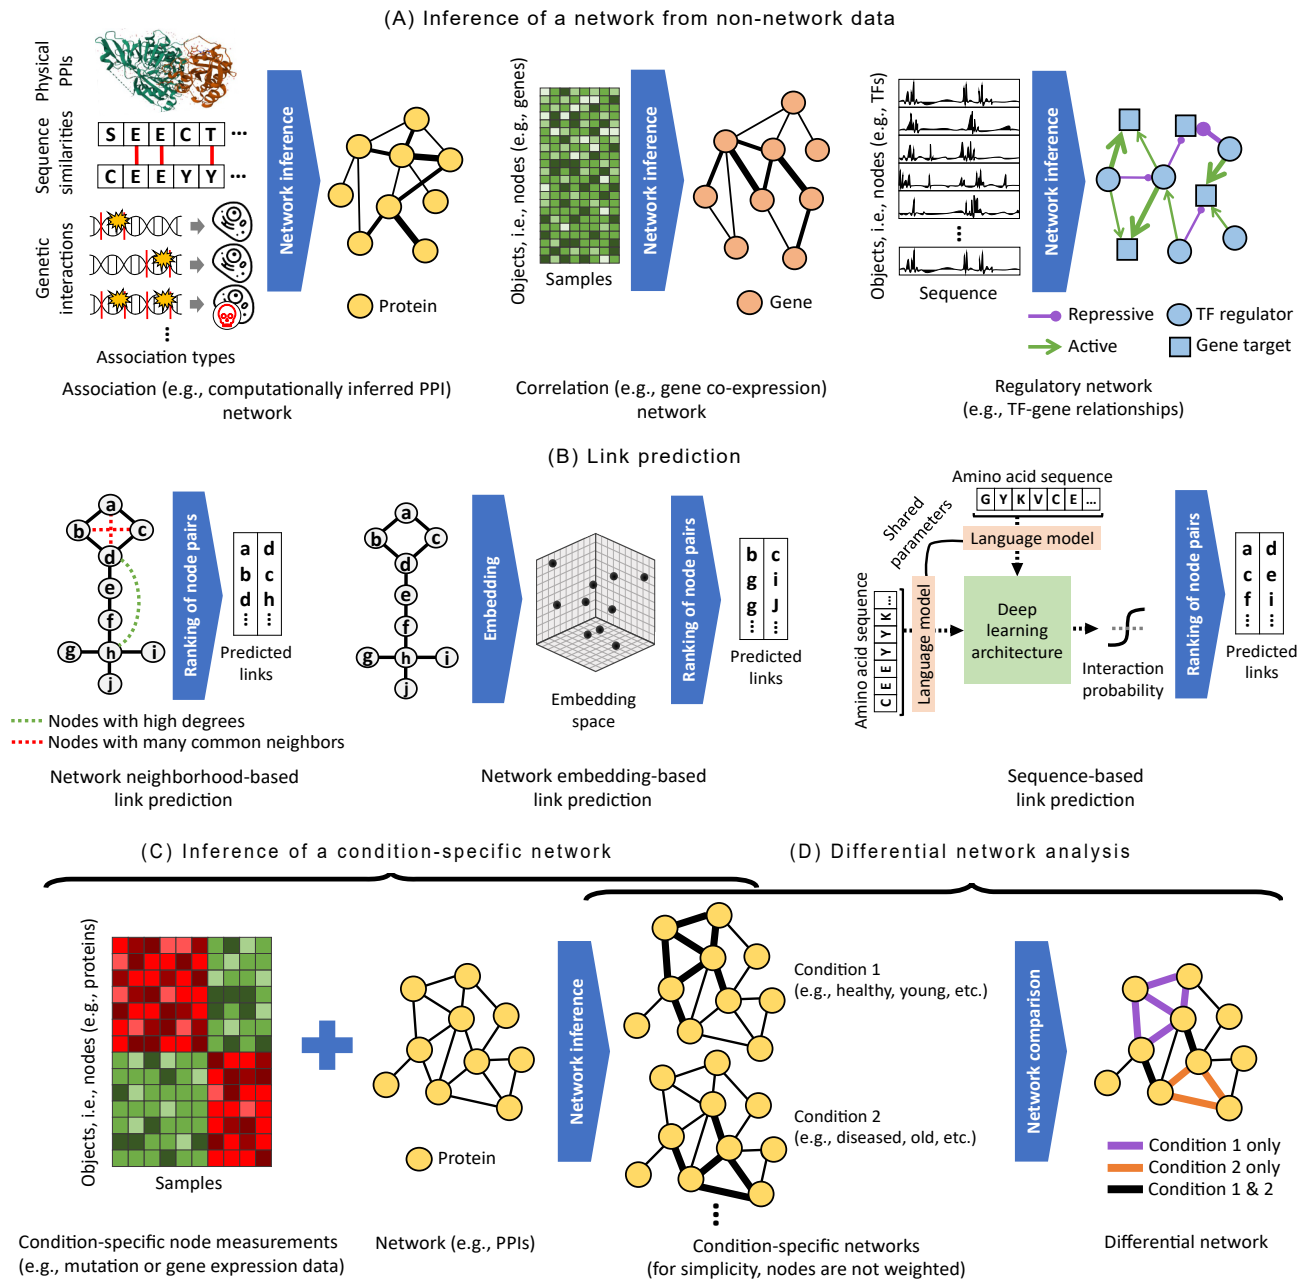 (A) Inference of a network from non-network data
Physical
PPIs
Sequence
similarities
S E E C T ...
C E E Y Y ...
Genetic
interactions
Association types
Network inference
Protein
Association (e.g., computationally inferred PPI)
network
Objects, i.e., nodes (e.g., genes)
Samples
Network inference
Gene
Correlation (e.g., gene co-expression)
network
Objects, i.e., nodes (e.g., TFs)
Sequence
Network inference
Repressive
TF regulator
Active
Gene target
Regulatory network
(e.g., TF-gene relationships)
(B) Link prediction
a
b c
d
e
f
g h i
j
Ranking of node pairs
a d
b c
d h
... ...
Predicted
links
Nodes with high degrees
Nodes with many common neighbors
Network neighborhood-based
link prediction
a
b c
d
e
f
g h i
j
Embedding
Embedding
space
Ranking of node pairs
b c
g i
g J
... ...
Predicted
links
Network embedding-based
link prediction
Amino acid sequence
G Y K V C E ...
Shared
parameters
Language model
Amino acid sequence
C E E Y Y K ...
Language model
Deep
learning
architecture
Interaction
probability
Ranking of node pairs
a d
c e
f i
... ...
Predicted
links
Sequence-based
link prediction
(C) Inference of a condition-specific network
Objects, i.e., nodes (e.g., proteins)
Samples
Condition-specific node measurements
(e.g., mutation or gene expression data)
Protein
Network (e.g., PPIs)
Network inference
(D) Differential network analysis
Condition 1
(e.g., healthy, young, etc.)
Condition 2
(e.g., diseased, old, etc.)
Condition-specific networks
(for simplicity, nodes are not weighted)
Network comparison
Condition 1 only
Condition 2 only
Condition 1 & 2
Differential network